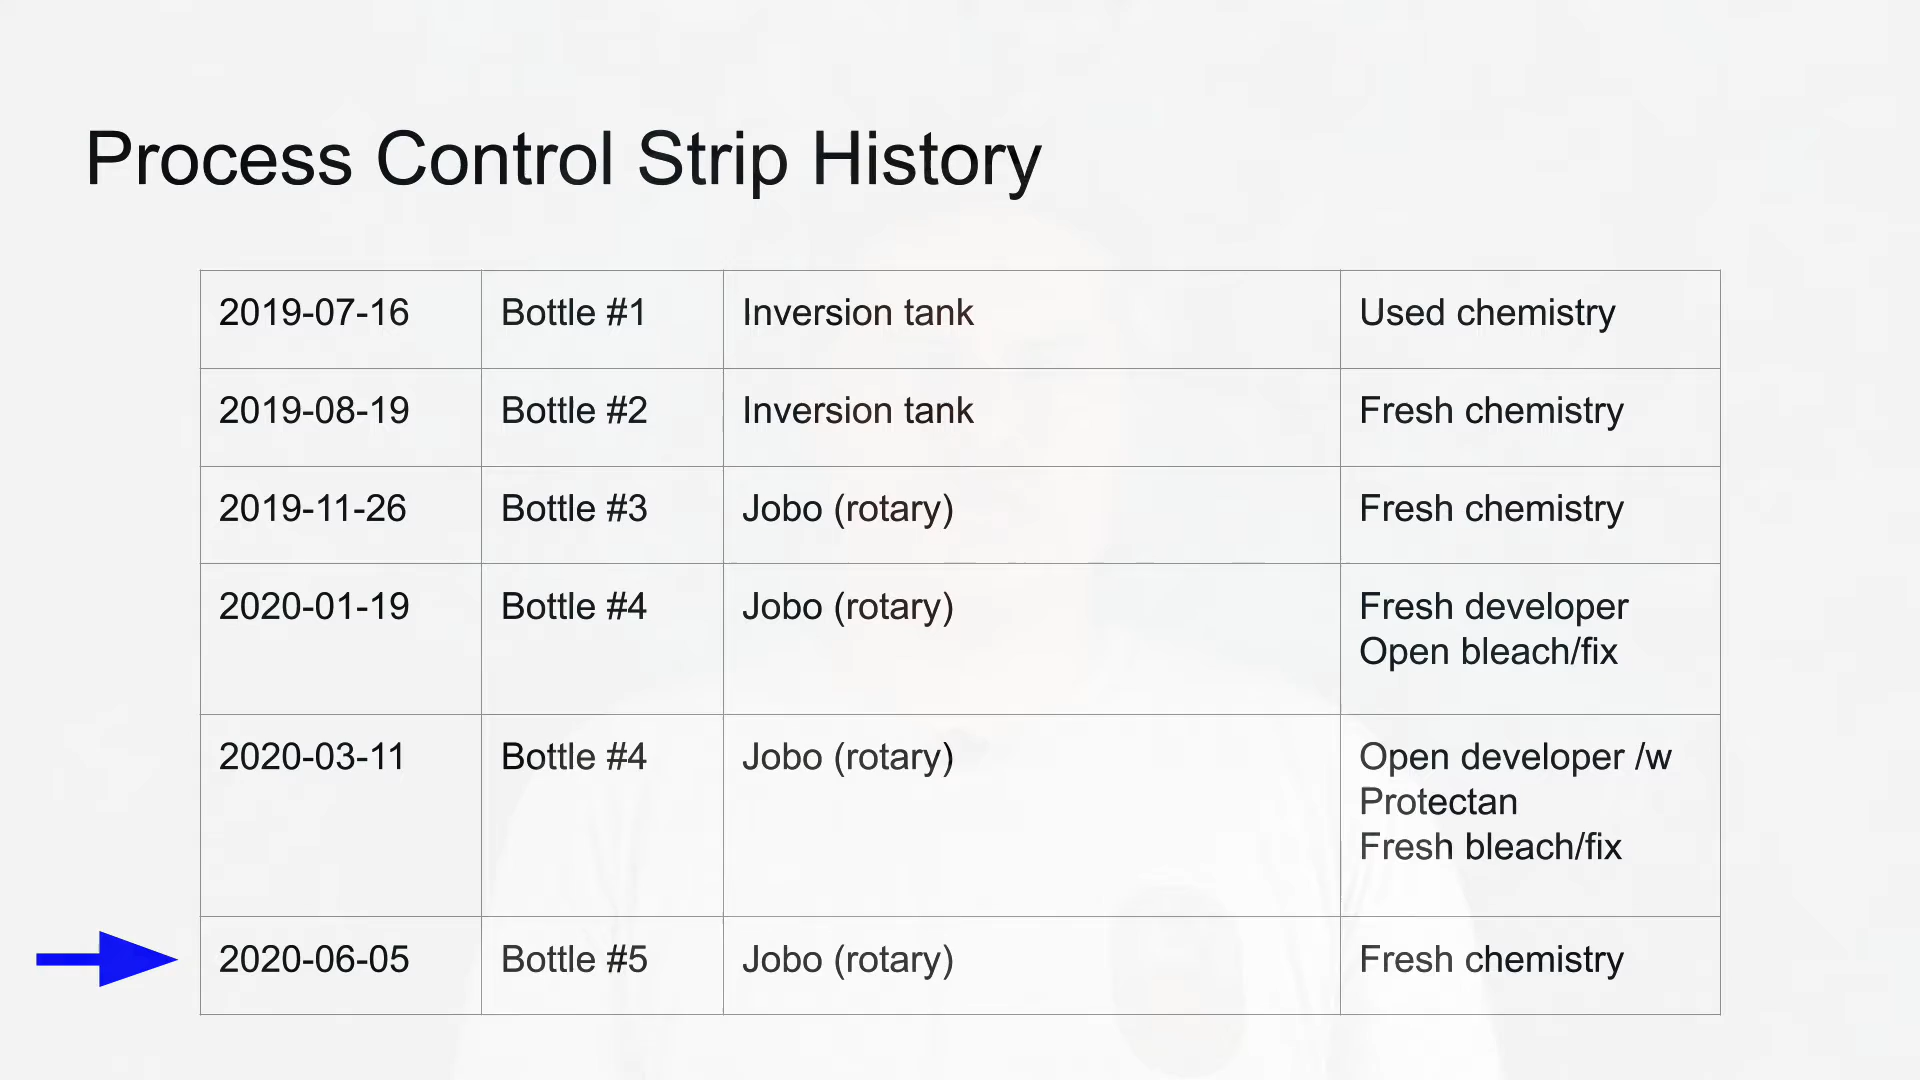 Process Control Strip History
2019-07-16 Bottle #1 Inversion tank Used chemistry
2019-08-19 Bottle #2 Inversion tank Fresh chemistry
2019-11-26 Bottle #3 Jobo (rotary) Fresh chemistry
2020-01-19 Bottle #4 Jobo (rotary) Fresh developer
Open bleach/fix
2020-03-11 Bottle #4 Jobo (rotary) Open developer /w
Protectan
Fresh bleach/fix
2020-06-05 Bottle #5 Jobo (rotary) Fresh chemistry